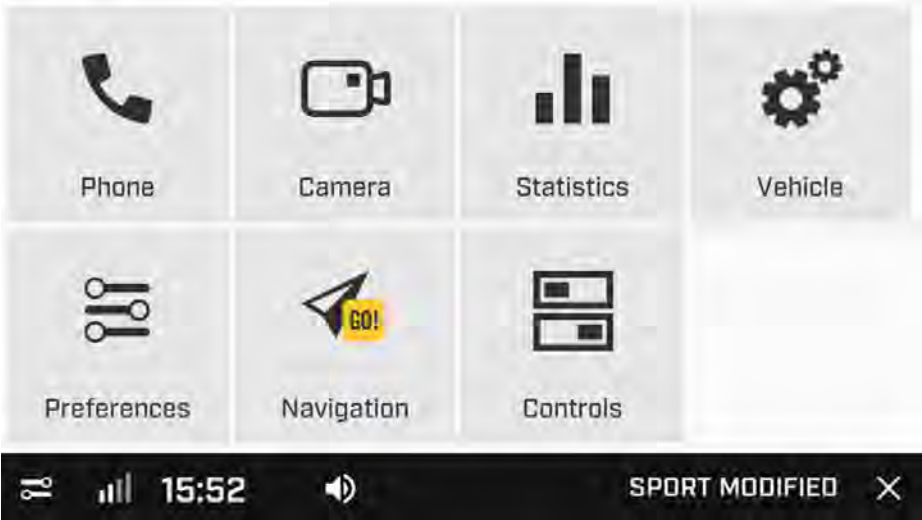 Phone Camera Statistics Vehicle
GO!
Preferences Navigation Controls
15:52 SPORT MODIFIED